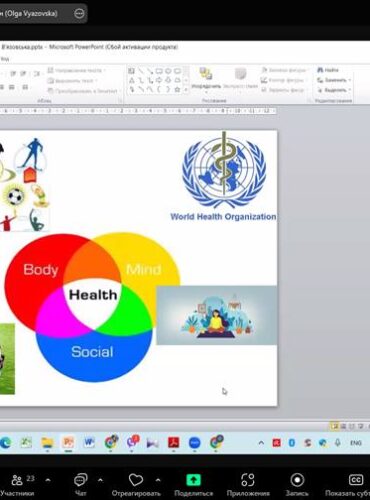 (Olga Vyazovska)
В'язовська.pptx - Microsoft PowerPoint (Сбой активации продукта)
Вид
Направление текста
Выровнять текст
Преобразовать в SmartArt
Абзац
Упорядочить
Экспресс-стили
Заливка фигуры
Контур фигуры
Эффекты фигур
Рисование
Найти
Заменить
Выделить
Редактирование
World Health Organization
Body
Mind
Health
Social
ENG
23
Участники
Чат
Отреагировать
Поделиться
Приложения
Запись
CC
Показать субт